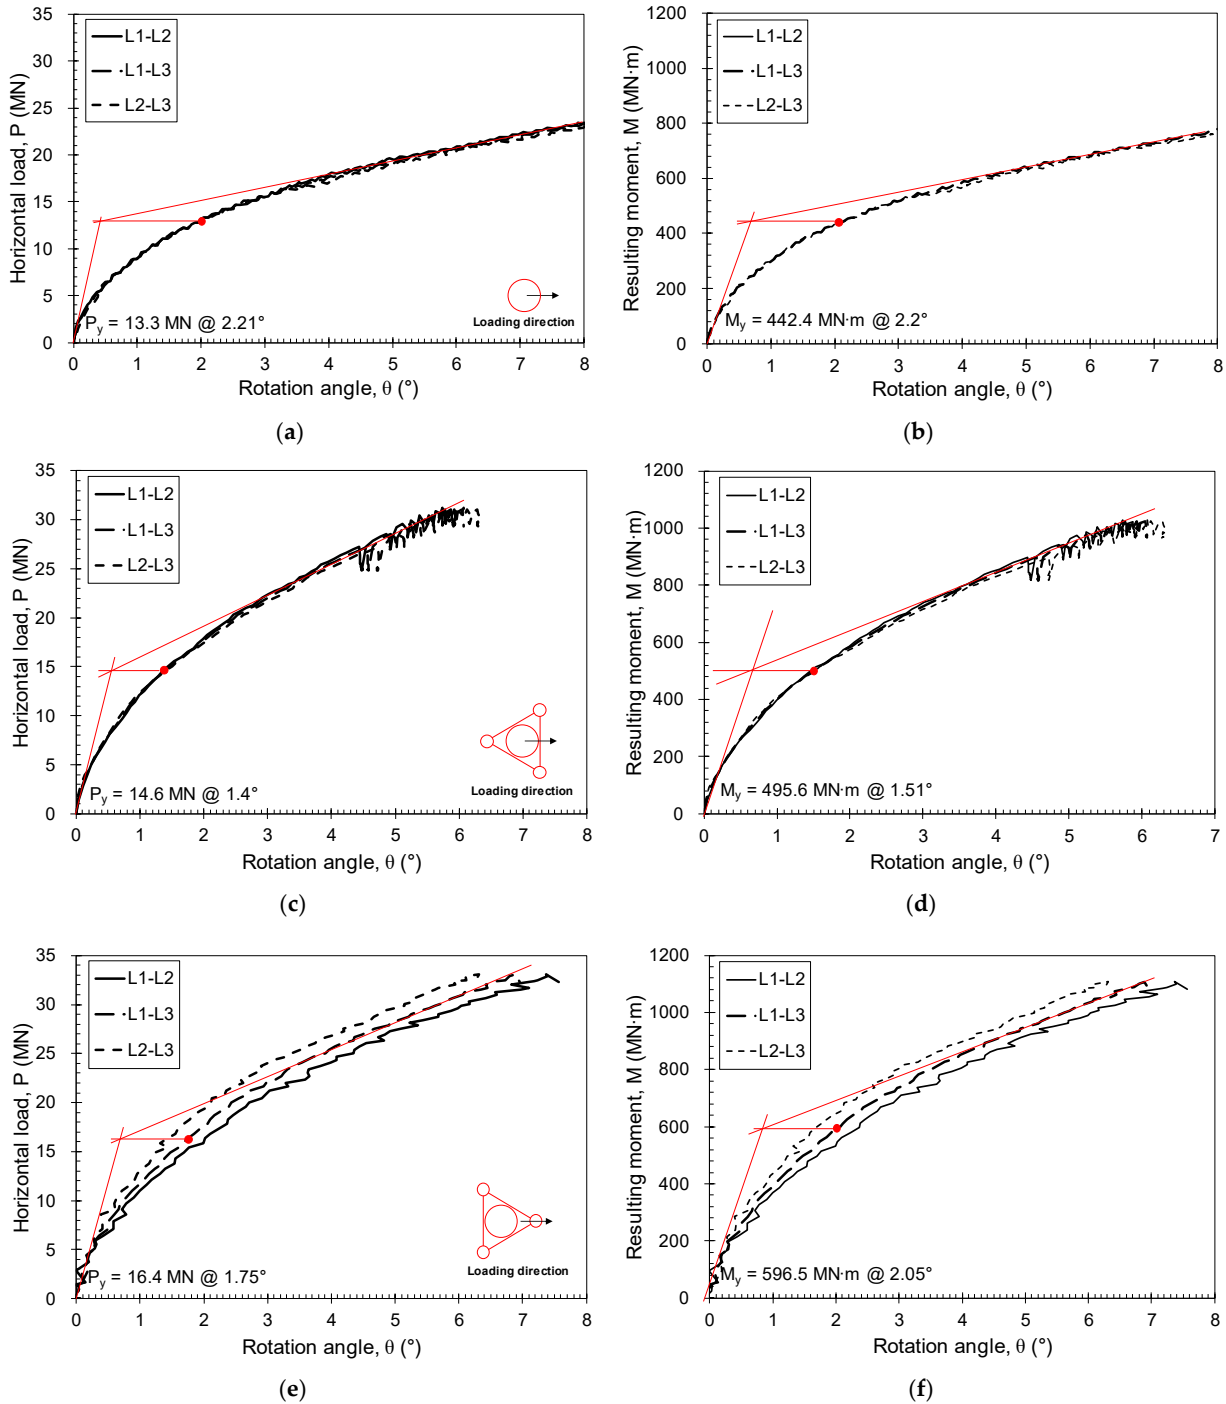 35
30
25
20
15
10
5
0
Horizontal load, P (MN)
L1-L2
L1-L3
L2-L3
P_y = 13.3 MN @ 2.21°
Loading direction
0 1 2 3 4 5 6 7 8
Rotation angle, θ (°)
(a)
1200
1000
800
600
400
200
0
Resulting moment, M (MN·m)
L1-L2
L1-L3
L2-L3
M_y = 442.4 MN·m @ 2.2°
0 1 2 3 4 5 6 7 8
Rotation angle, θ (°)
(b)
35
30
25
20
15
10
5
0
Horizontal load, P (MN)
L1-L2
L1-L3
L2-L3
P_y = 14.6 MN @ 1.4°
Loading direction
0 1 2 3 4 5 6 7 8
Rotation angle, θ (°)
(c)
1200
1000
800
600
400
200
0
Resulting moment, M (MN·m)
L1-L2
L1-L3
L2-L3
M_y = 495.6 MN·m @ 1.51°
0 1 2 3 4 5 6 7
Rotation angle, θ (°)
(d)
35
30
25
20
15
10
5
0
Horizontal load, P (MN)
L1-L2
L1-L3
L2-L3
P_y = 16.4 MN @ 1.75°
Loading direction
0 1 2 3 4 5 6 7 8
Rotation angle, θ (°)
(e)
1200
1000
800
600
400
200
0
Resulting moment, M (MN·m)
L1-L2
L1-L3
L2-L3
M_y = 596.5 MN·m @ 2.05°
0 1 2 3 4 5 6 7 8
Rotation angle, θ (°)
(f)